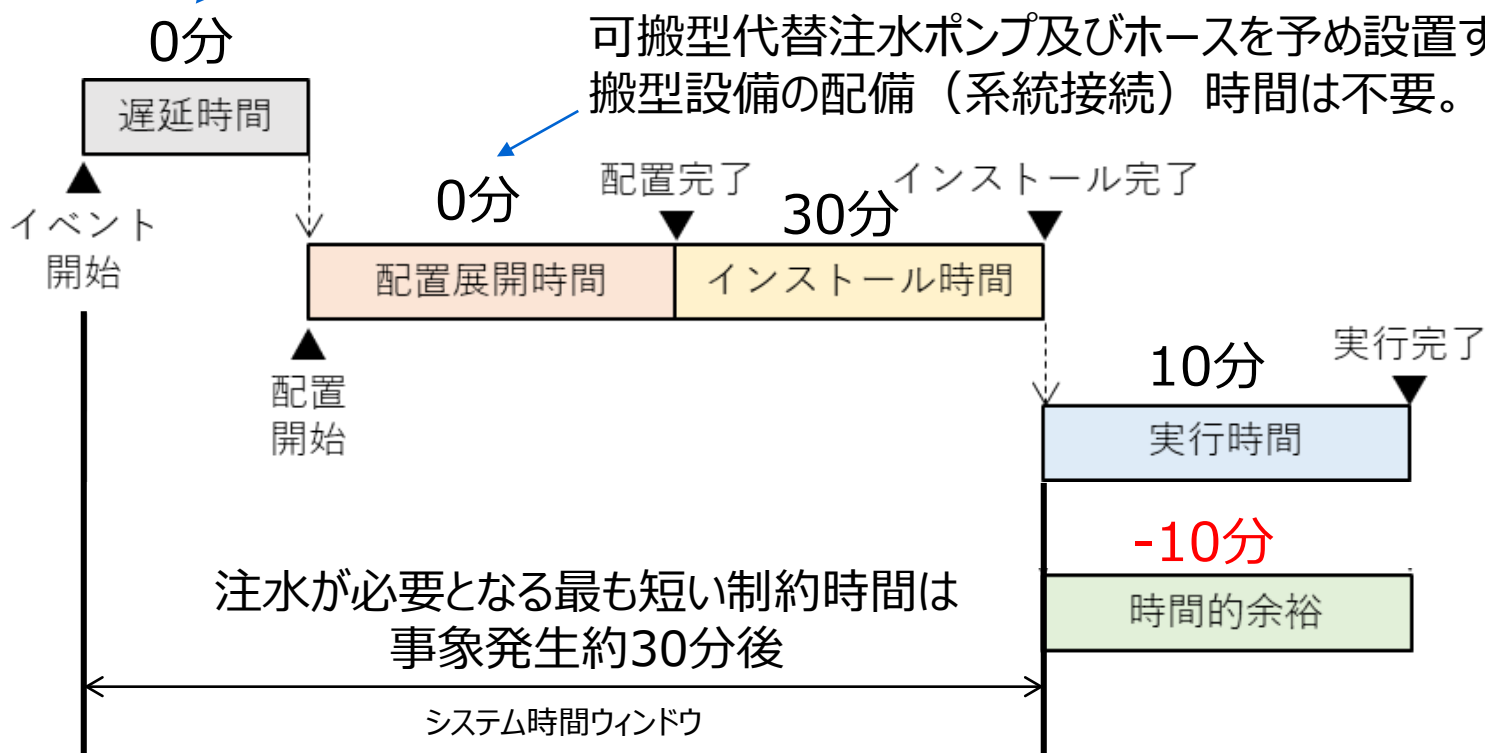 0分
可搬型代替注水ポンプ及びホースを予め設置す
搬型設備の配備（系統接続）時間は不要。
遅延時間
イベント
開始
0分
配置完了
30分
インストール完了
配置展開時間
インストール時間
配置
開始
10分
実行完了
実行時間
-10分
時間的余裕
注水が必要となる最も短い制約時間は
事象発生約30分後
システム時間ウィンドウ